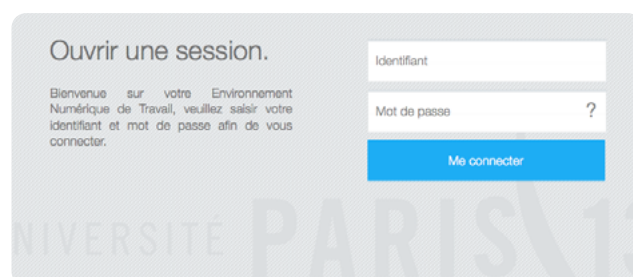 Ouvrir une session.
Bienvenue sur votre Environnement
Numérique de Travail, veuillez saisir votre
identifiant et mot de passe afin de vous
connecter.
Identifiant
Mot de passe ?
Me connecter
NIVERSITÉ PARIS 13